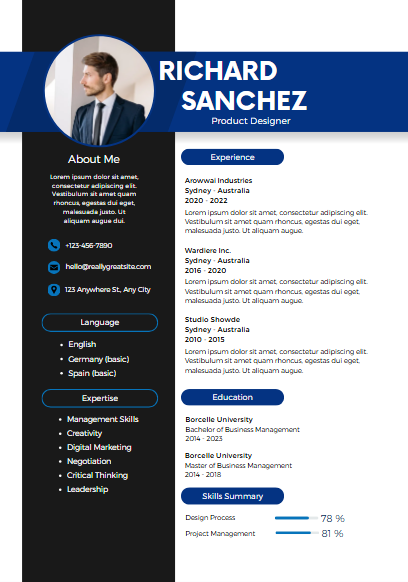 RICHARD
SANCHEZ
Product Designer
About Me
Lorem ipsum dolor sit amet,
consectetur adipiscing elit.
Vestibulum sit amet quam
rhoncus, egestas dui eget,
malesuada justo. Ut
aliquam augue dui.
+123-456-7890
hello@reallygreatsite.com
123 Anywhere St., Any City
Language
• English
• Germany (basic)
• Spain (basic)
Expertise
• Management Skills
• Creativity
• Digital Marketing
• Negotiation
• Critical Thinking
• Leadership
Experience
Arowwai Industries
Sydney - Australia
2020 - 2022
Lorem ipsum dolor sit amet, consectetur adipiscing elit.
Vestibulum sit amet quam rhoncus, egestas dui eget,
malesuada justo. Ut aliquam augue.
Wardiere Inc.
Sydney - Australia
2016 - 2020
Lorem ipsum dolor sit amet, consectetur adipiscing elit.
Vestibulum sit amet quam rhoncus, egestas dui eget,
malesuada justo. Ut aliquam augue.
Studio Showde
Sydney - Australia
2010 - 2015
Lorem ipsum dolor sit amet, consectetur adipiscing elit.
Vestibulum sit amet quam rhoncus, egestas dui eget,
malesuada justo. Ut aliquam augue.
Education
Borcelle University
Bachelor of Business Management
2014 - 2023
Borcelle University
Master of Business Management
2014 - 2018
Skills Summary
Design Process 78 %
Project Management 81 %